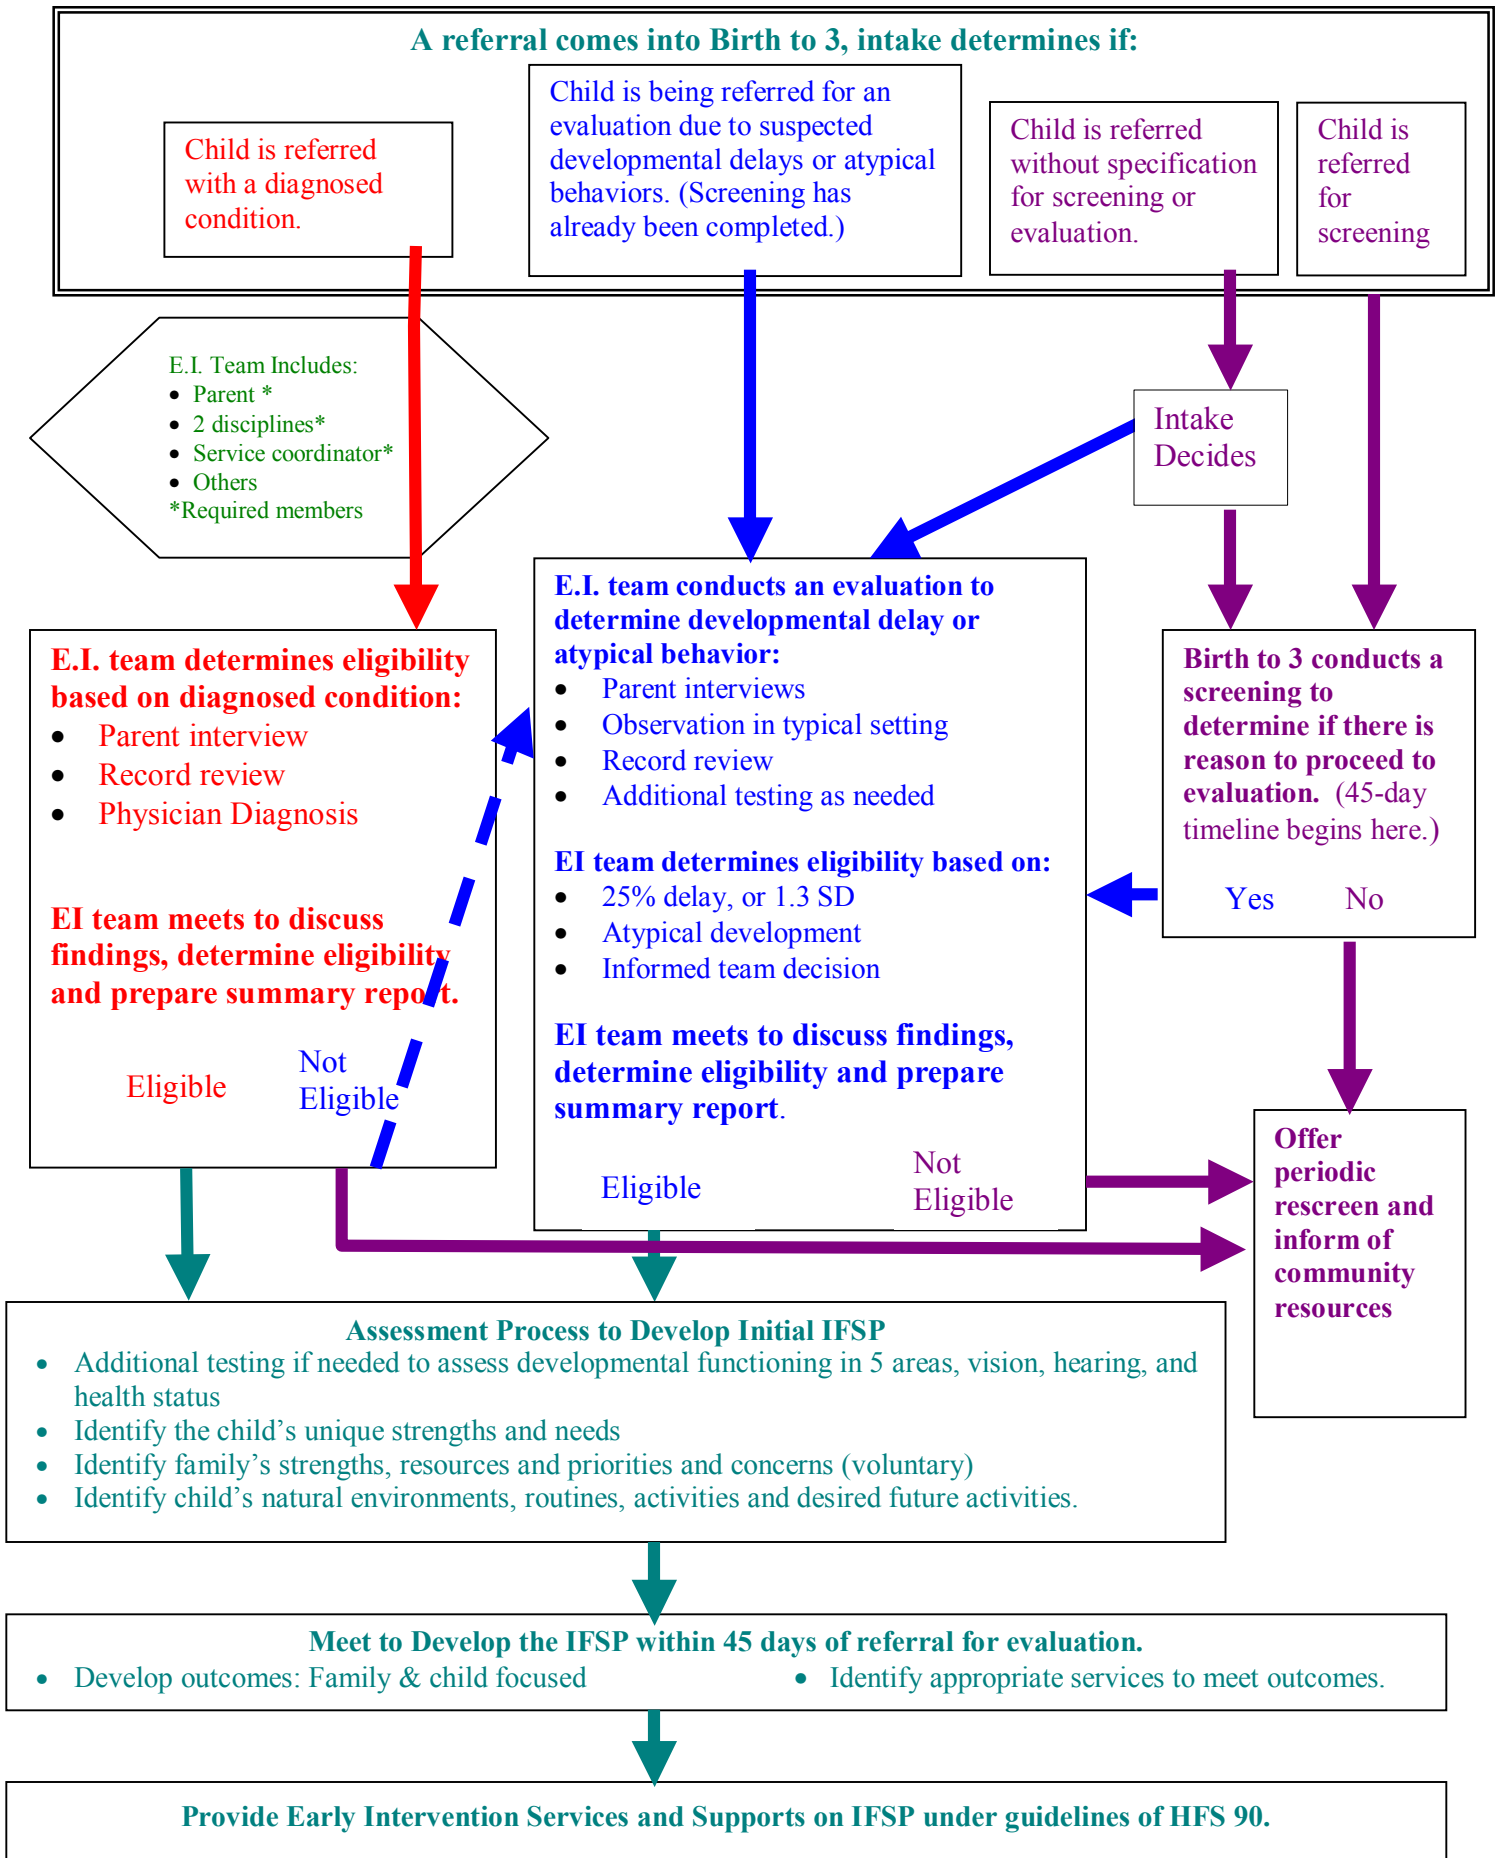 A referral comes into Birth to 3, intake determines if:
Child is referred
with a diagnosed
condition.
Child is being referred for an
evaluation due to suspected
developmental delays or atypical
behaviors. (Screening has
already been completed.)
Child is referred
without specification
for screening or
evaluation.
Child is
referred
for
screening
E.I. Team Includes:
• Parent *
• 2 disciplines*
• Service coordinator*
• Others
*Required members
Intake
Decides
E.I. team determines eligibility
based on diagnosed condition:
• Parent interview
• Record review
• Physician Diagnosis
EI team meets to discuss
findings, determine eligibility
and prepare summary report.
Eligible
Not
Eligible
E.I. team conducts an evaluation to
determine developmental delay or
atypical behavior:
• Parent interviews
• Observation in typical setting
• Record review
• Additional testing as needed
EI team determines eligibility based on:
• 25% delay, or 1.3 SD
• Atypical development
• Informed team decision
EI team meets to discuss findings,
determine eligibility and prepare
summary report.
Eligible
Not
Eligible
Birth to 3 conducts a
screening to
determine if there is
reason to proceed to
evaluation. (45-day
timeline begins here.)
Yes No
Offer
periodic
rescreen and
inform of
community
resources
Assessment Process to Develop Initial IFSP
• Additional testing if needed to assess developmental functioning in 5 areas, vision, hearing, and
health status
• Identify the child’s unique strengths and needs
• Identify family’s strengths, resources and priorities and concerns (voluntary)
• Identify child’s natural environments, routines, activities and desired future activities.
Meet to Develop the IFSP within 45 days of referral for evaluation.
• Develop outcomes: Family & child focused • Identify appropriate services to meet outcomes.
Provide Early Intervention Services and Supports on IFSP under guidelines of HFS 90.